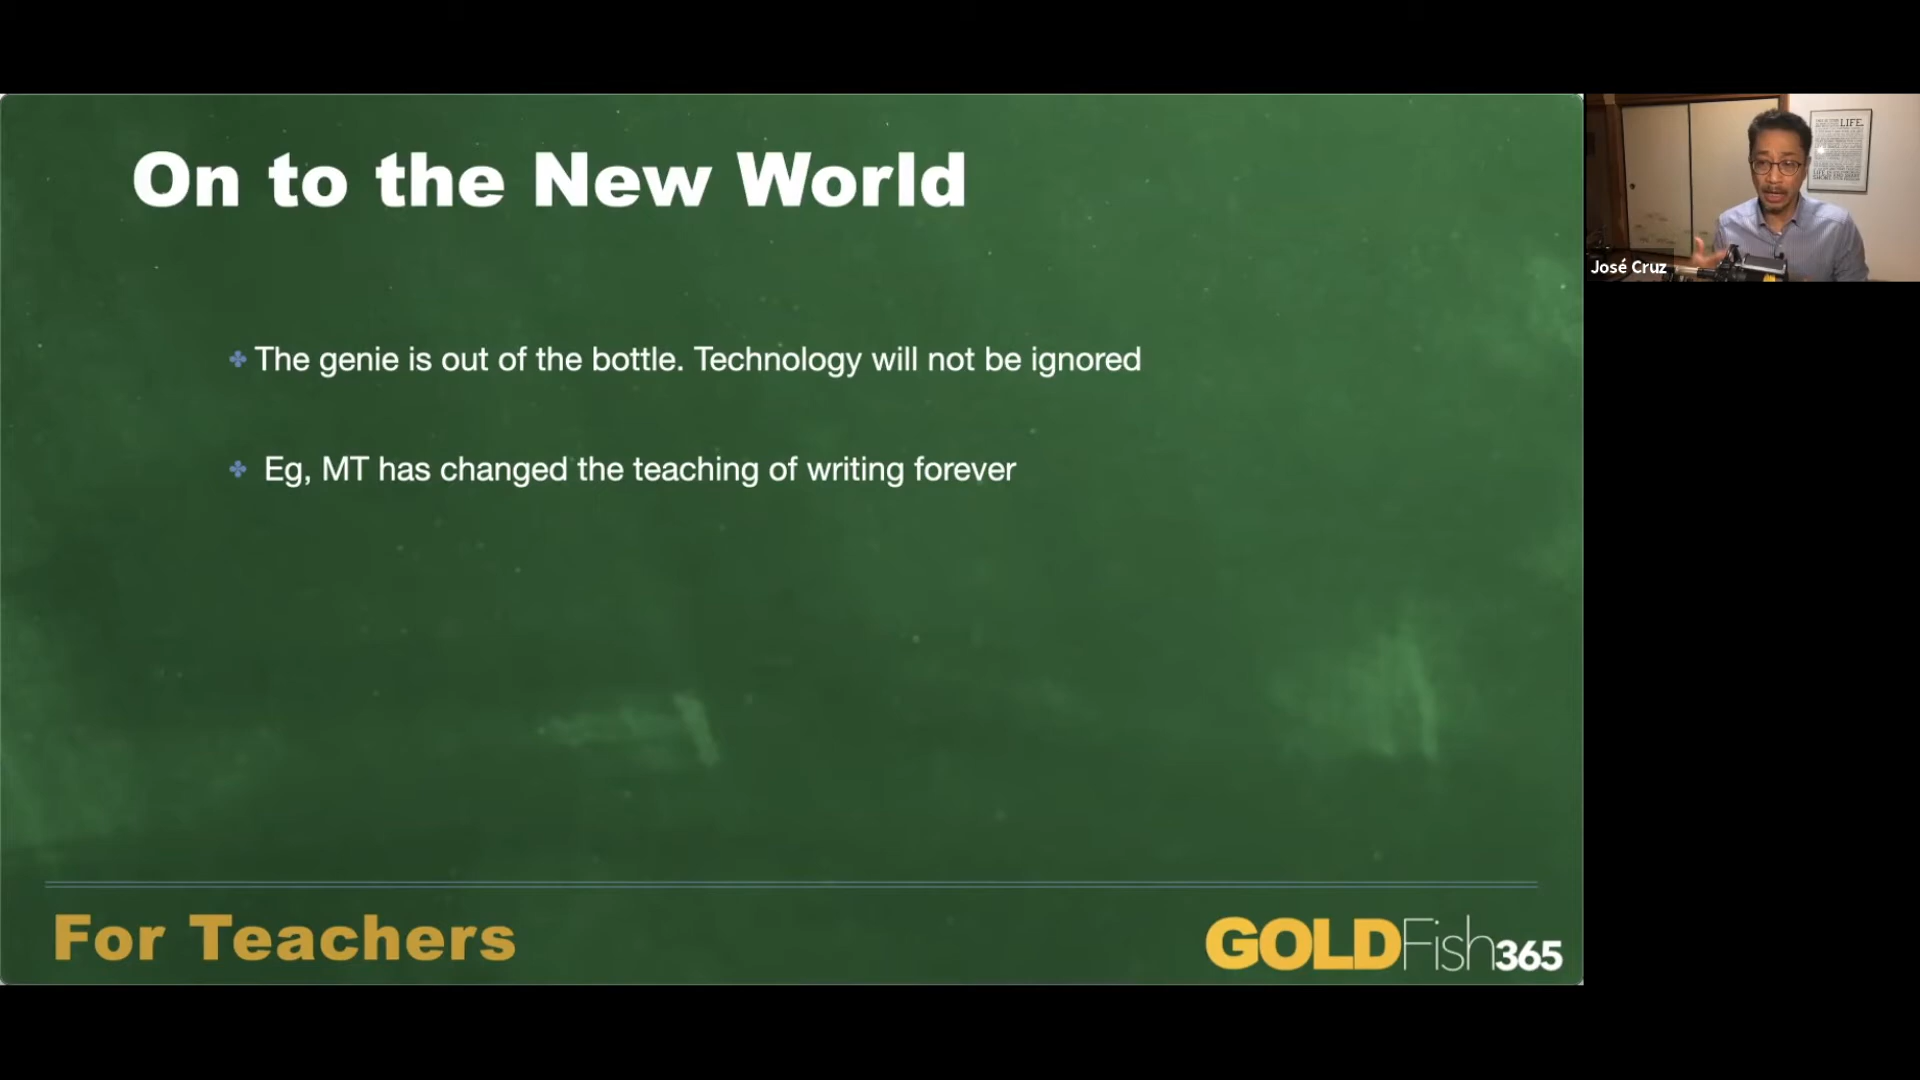 On to the New World
The genie is out of the bottle. Technology will not be ignored
Eg, MT has changed the teaching of writing forever
For Teachers
GOLDFish365
José Cruz
LIFE.